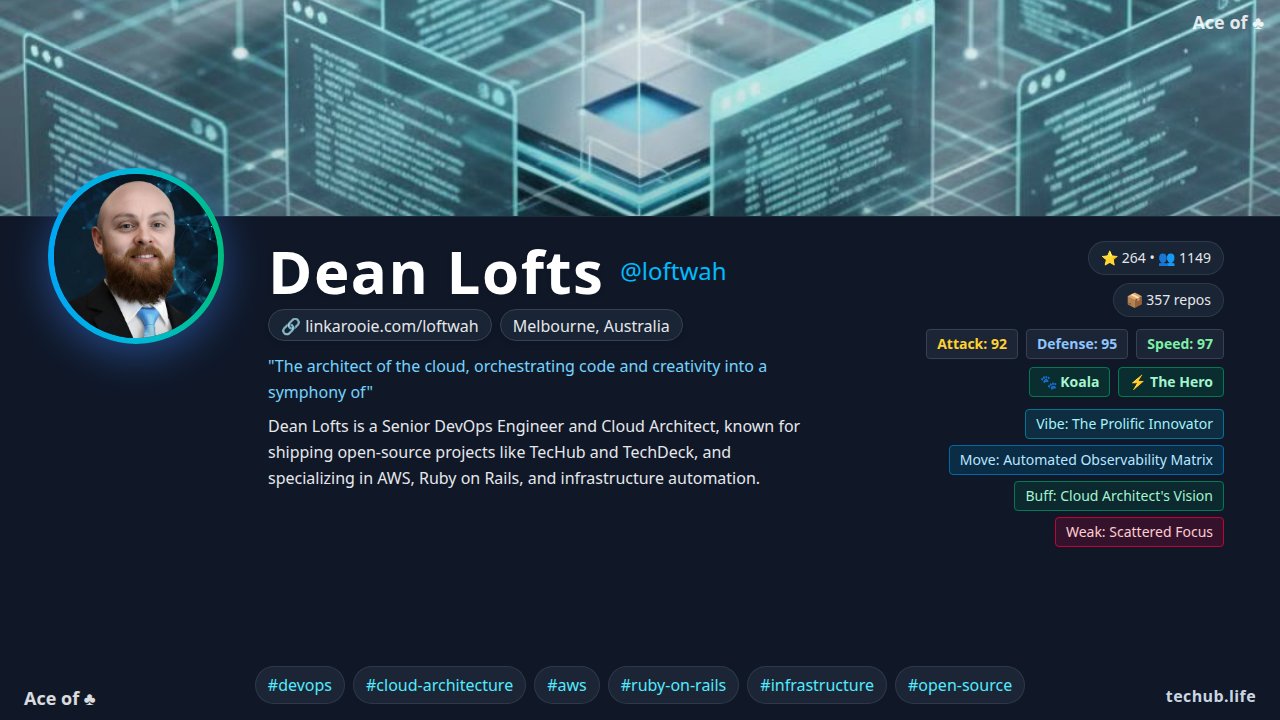 Ace of ♣
Dean Lofts @loftwah
🔗 linkarooie.com/loftwah Melbourne, Australia
"The architect of the cloud, orchestrating code and creativity into a
symphony of"
Dean Lofts is a Senior DevOps Engineer and Cloud Architect, known for
shipping open-source projects like TecHub and TechDeck, and
specializing in AWS, Ruby on Rails, and infrastructure automation.
⭐ 264 • 👥 1149
📦 357 repos
Attack: 92 Defense: 95 Speed: 97
🐾 Koala ⚡ The Hero
Vibe: The Prolific Innovator
Move: Automated Observability Matrix
Buff: Cloud Architect's Vision
Weak: Scattered Focus
#devops #cloud-architecture #aws #ruby-on-rails #infrastructure #open-source
Ace of ♣
techub.life